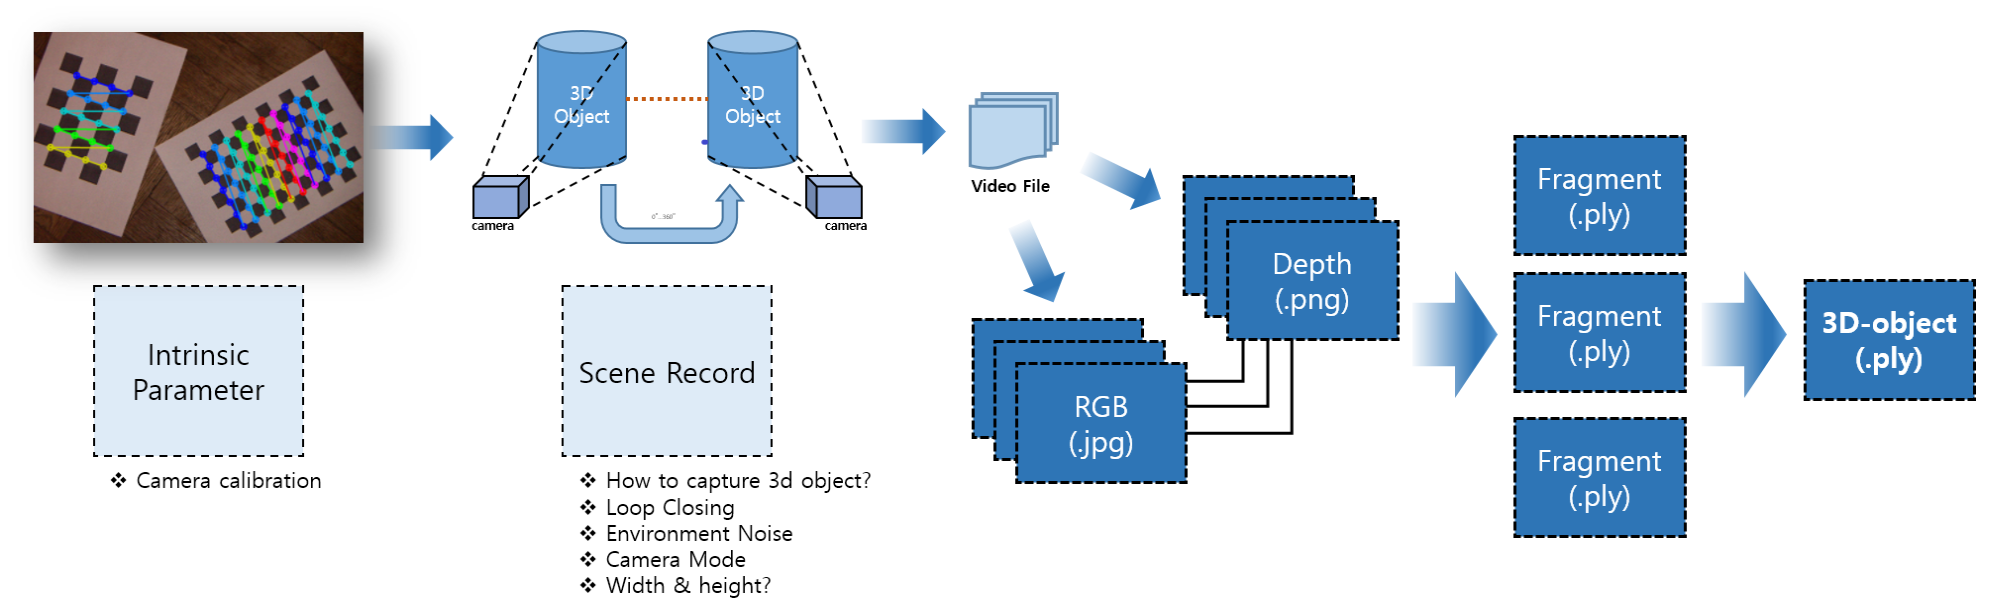 3D
Object
3D
Object
0°...360°
camera
camera
Intrinsic
Parameter
❖ Camera calibration
Scene Record
❖ How to capture 3d object?
❖ Loop Closing
❖ Environment Noise
❖ Camera Mode
❖ Width & height?
Video File
Depth
(.png)
RGB
(.jpg)
Fragment
(.ply)
Fragment
(.ply)
Fragment
(.ply)
3D-object
(.ply)